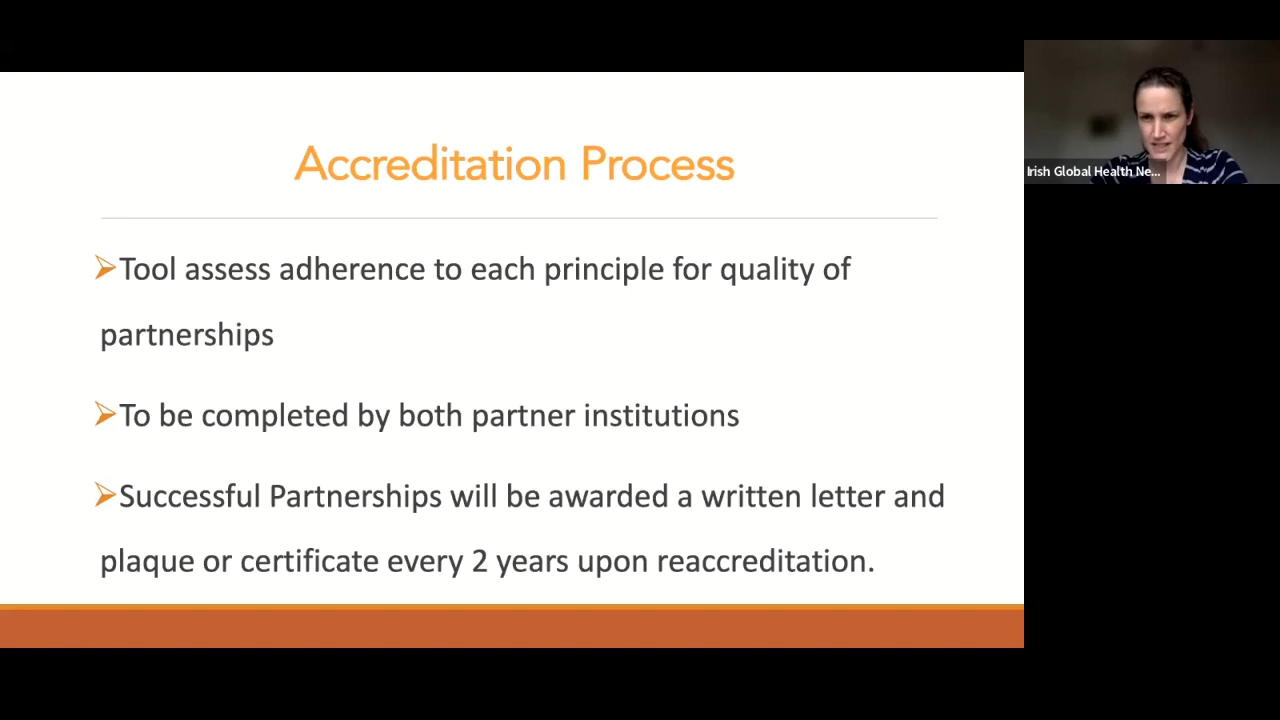 Accreditation Process
➢Tool assess adherence to each principle for quality of
partnerships
➢To be completed by both partner institutions
➢Successful Partnerships will be awarded a written letter and
plaque or certificate every 2 years upon reaccreditation.
Irish Global Health Ne...